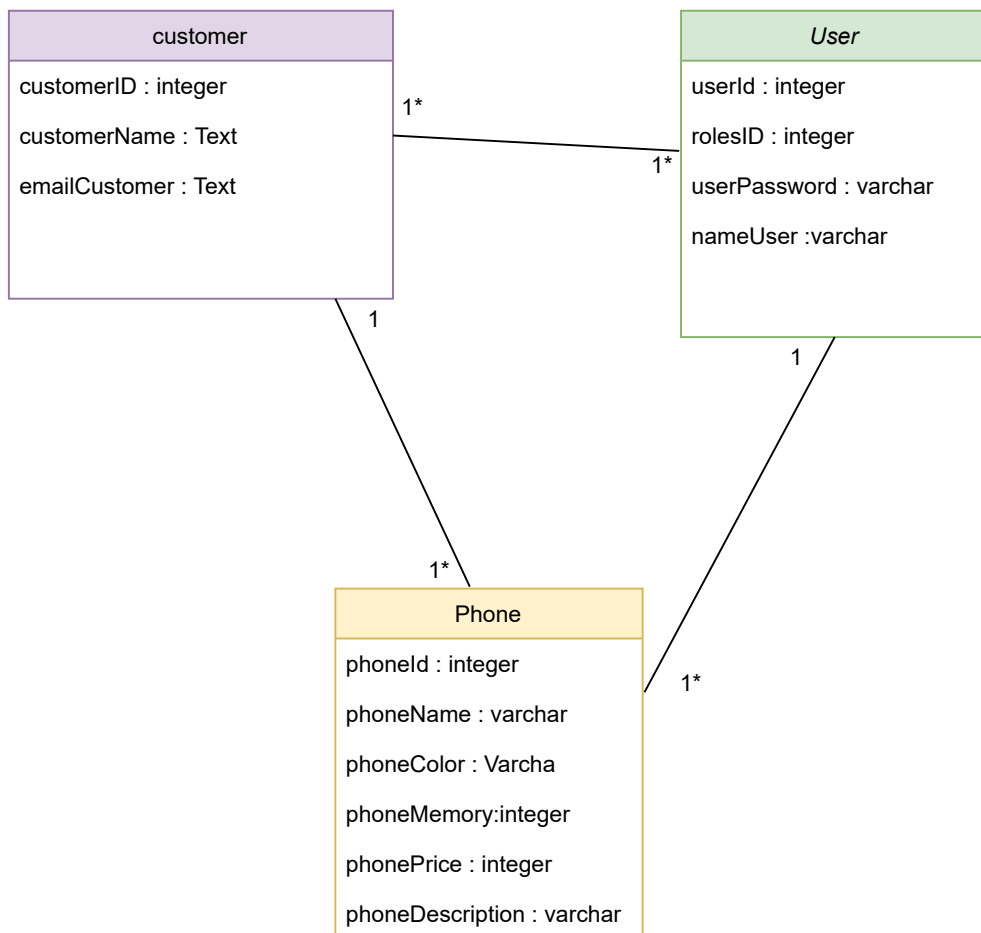 customer
customerID : integer
customerName : Text
emailCustomer : Text
User
userId : integer
rolesID : integer
userPassword : varchar
nameUser :varchar
1*
1*
1
1
1*
1*
Phone
phoneId : integer
phoneName : varchar
phoneColor : Varcha
phoneMemory:integer
phonePrice : integer
phoneDescription : varchar